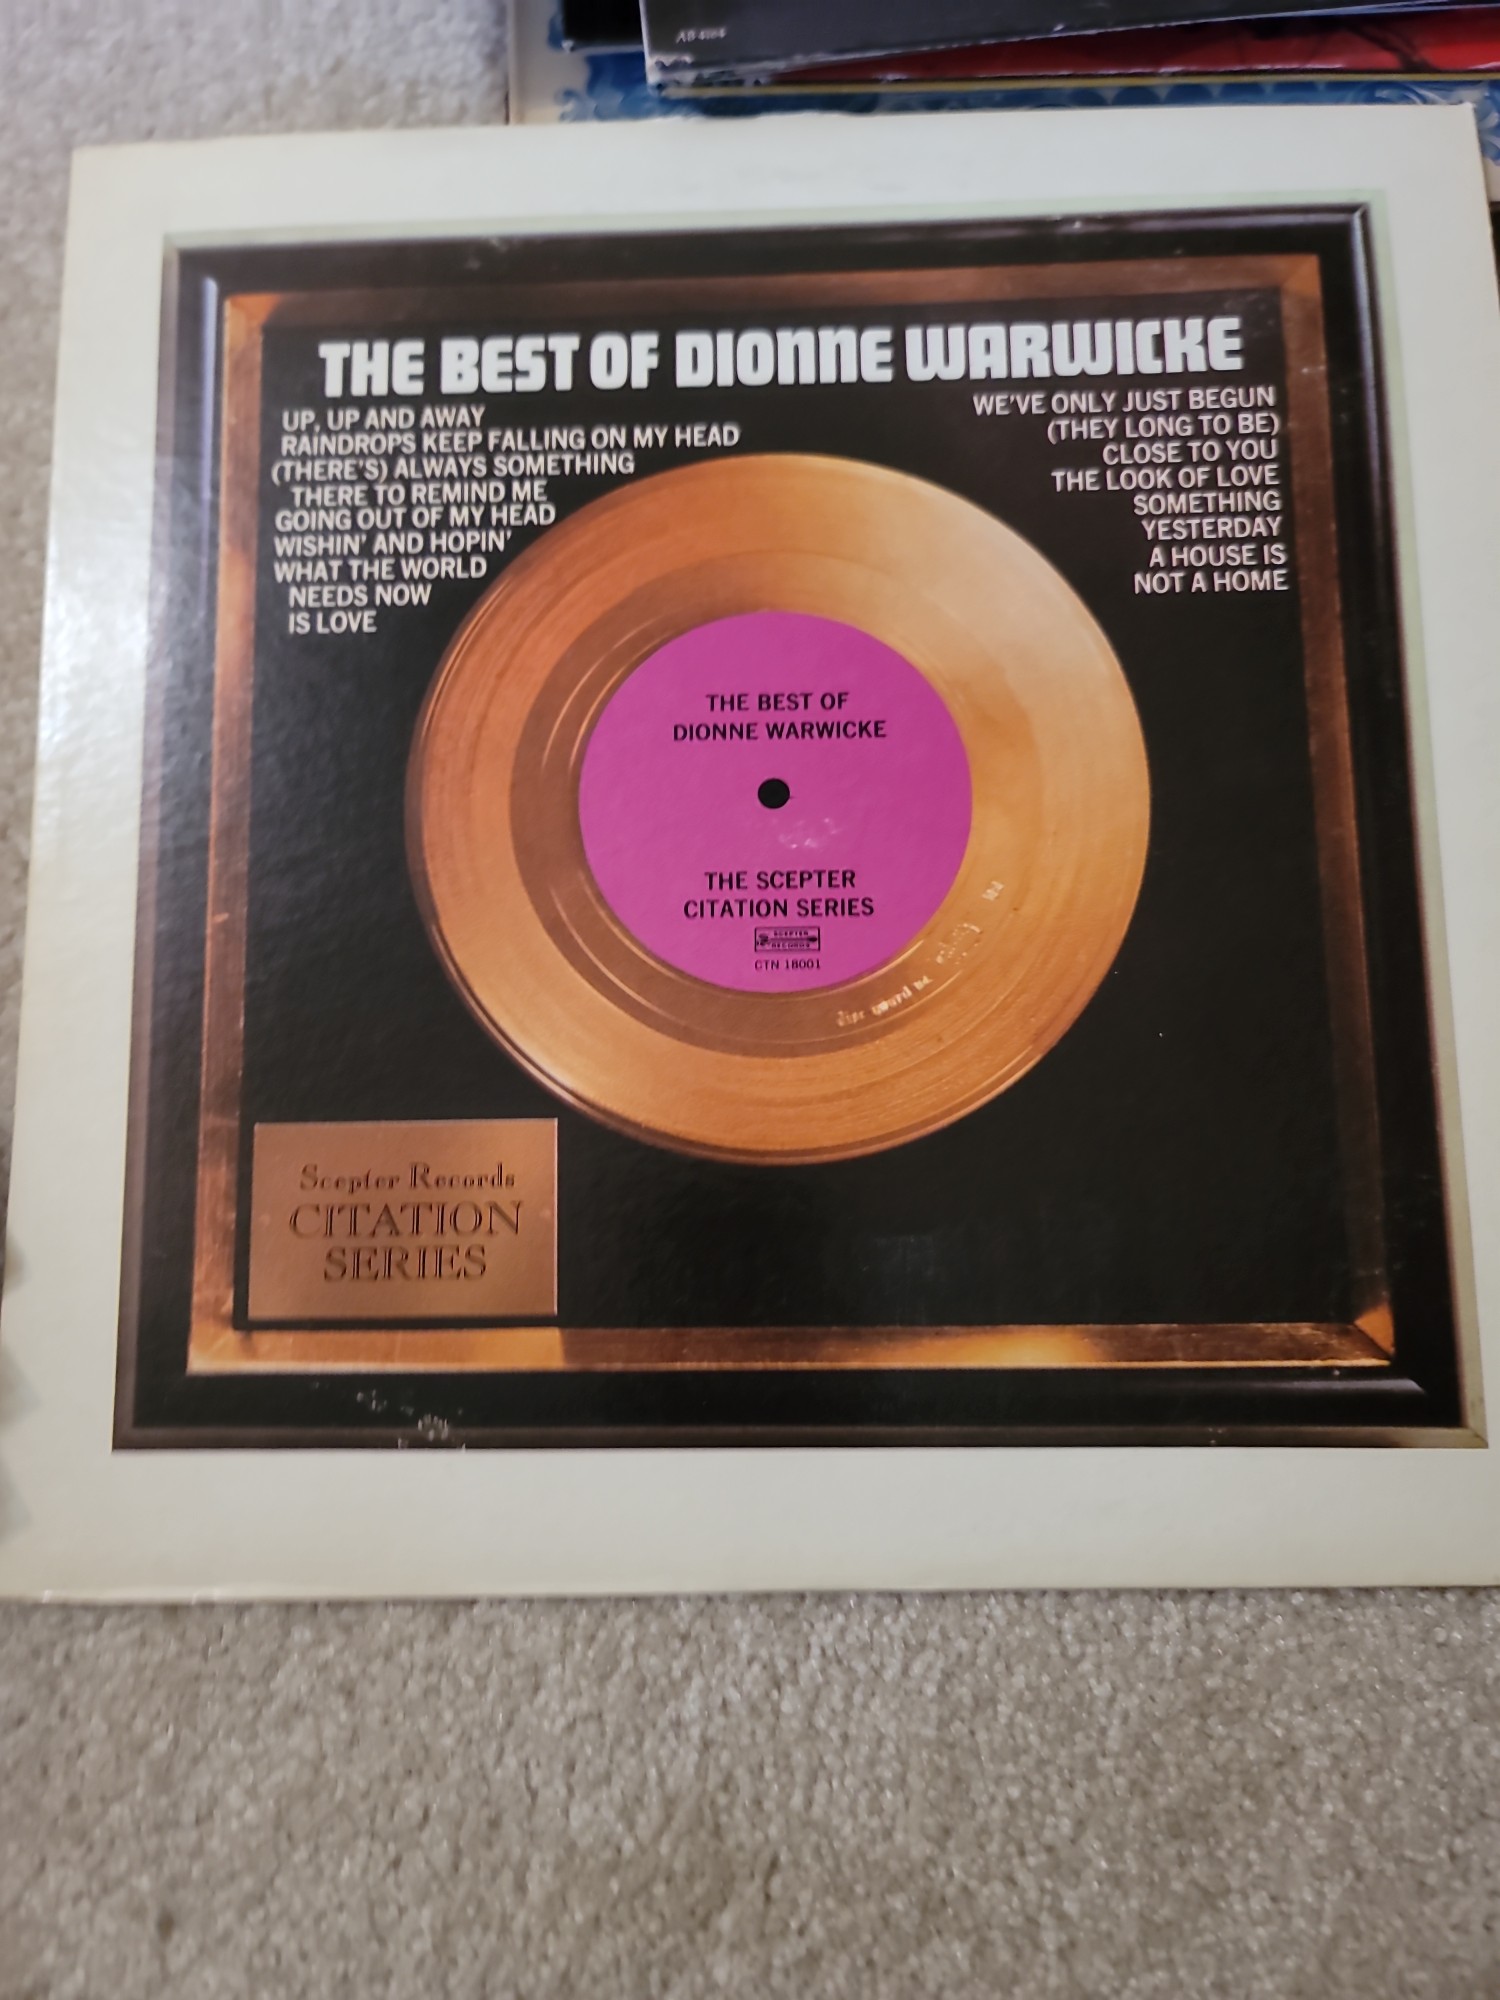 THE BEST OF DIONNE WARWICKE
UP, UP AND AWAY
RAINDROPS KEEP FALLING ON MY HEAD
(THERE'S) ALWAYS SOMETHING
THERE TO REMIND ME
GOING OUT OF MY HEAD
WISHIN' AND HOPIN'
WHAT THE WORLD
NEEDS NOW
IS LOVE
WE'VE ONLY JUST BEGUN
(THEY LONG TO BE)
CLOSE TO YOU
THE LOOK OF LOVE
SOMETHING
YESTERDAY
A HOUSE IS
NOT A HOME
THE BEST OF
DIONNE WARWICKE
THE SCEPTER
CITATION SERIES
SCEPTER
RECORDS
CTN 18001
Scepter Records
CITATION
SERIES